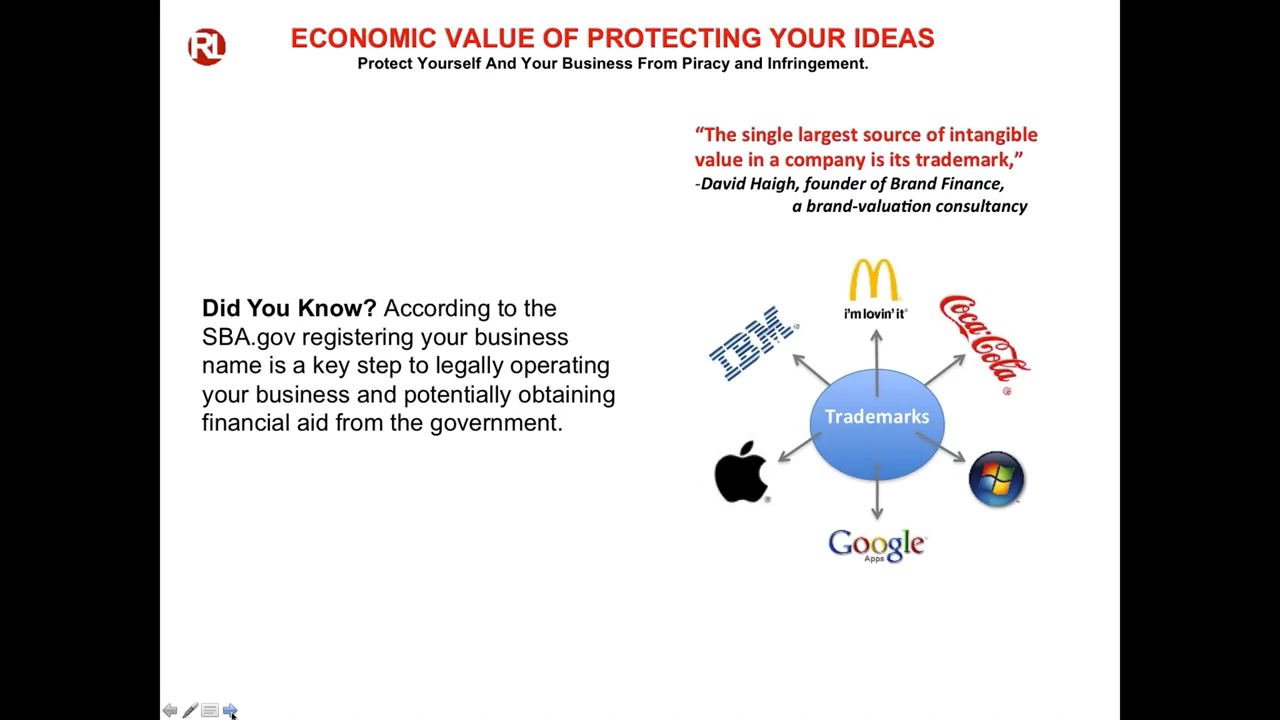 RL
ECONOMIC VALUE OF PROTECTING YOUR IDEAS
Protect Yourself And Your Business From Piracy and Infringement.
“The single largest source of intangible
value in a company is its trademark,”
-David Haigh, founder of Brand Finance,
a brand-valuation consultancy
Did You Know? According to the
SBA.gov registering your business
name is a key step to legally operating
your business and potentially obtaining
financial aid from the government.
i'm lovin' it®
IBM®
Coca-Cola®
Trademarks
Google™
Apps